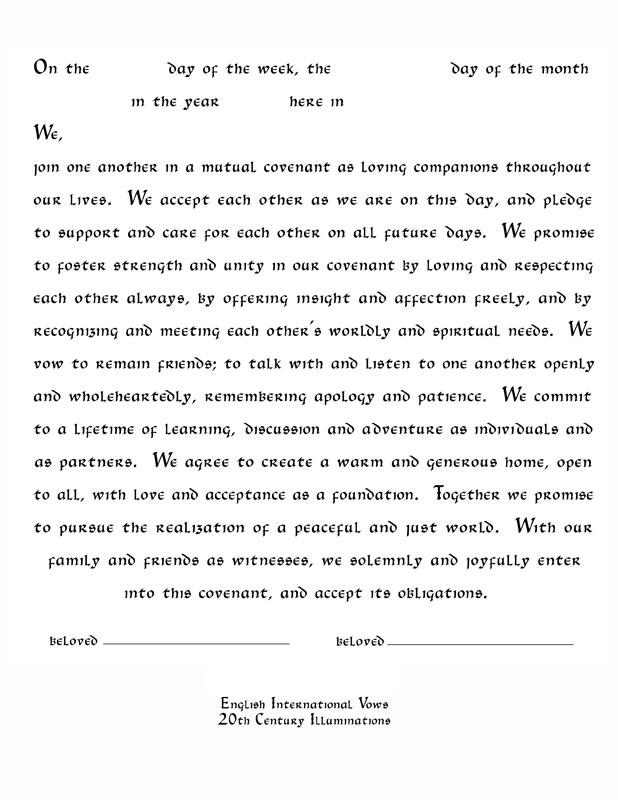 On the day of the week, the day of the month
in the year here in
We,
join one another in a mutual covenant as loving companions throughout
our lives. We accept each other as we are on this day, and pledge
to support and care for each other on all future days. We promise
to foster strength and unity in our covenant by loving and respecting
each other always, by offering insight and affection freely, and by
recognizing and meeting each other's worldly and spiritual needs. We
vow to remain friends; to talk with and listen to one another openly
and wholeheartedly, remembering apology and patience. We commit
to a lifetime of learning, discussion and adventure as individuals and
as partners. We agree to create a warm and generous home, open
to all, with love and acceptance as a foundation. Together we promise
to pursue the realization of a peaceful and just world. With our
family and friends as witnesses, we solemnly and joyfully enter
into this covenant, and accept its obligations.
beloved beloved
English International Vows
20th Century Illuminations